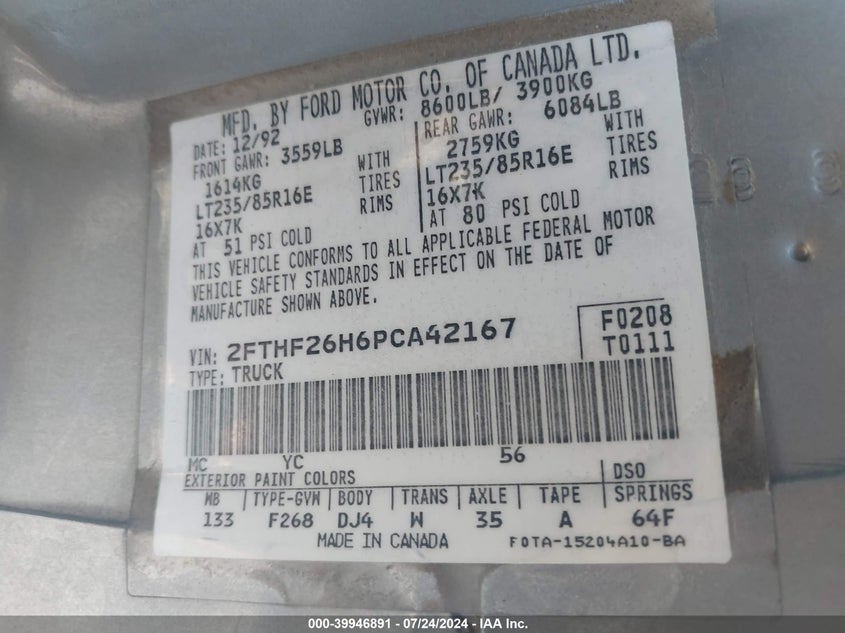 MFD. BY FORD MOTOR CO. OF CANADA LTD.
DATE: 12/92 GVWR: 8600LB/ 3900KG
FRONT GAWR: 3559LB REAR GAWR: 6084LB
1614KG WITH 2759KG WITH
LT235/85R16E TIRES LT235/85R16E TIRES
16X7K RIMS 16X7K RIMS
AT 51 PSI COLD AT 80 PSI COLD
THIS VEHICLE CONFORMS TO ALL APPLICABLE FEDERAL MOTOR
VEHICLE SAFETY STANDARDS IN EFFECT ON THE DATE OF
MANUFACTURE SHOWN ABOVE.
VIN: 2FTHF26H6PCA42167 F0208
TYPE: TRUCK T0111
MC YC 56
EXTERIOR PAINT COLORS DSO
WB TYPE-GVW BODY TRANS AXLE TAPE SPRINGS
133 F268 DJ4 W 35 A 64F
MADE IN CANADA F0TA-15204A10-BA
000-39946891 - 07/24/2024 - IAA Inc.